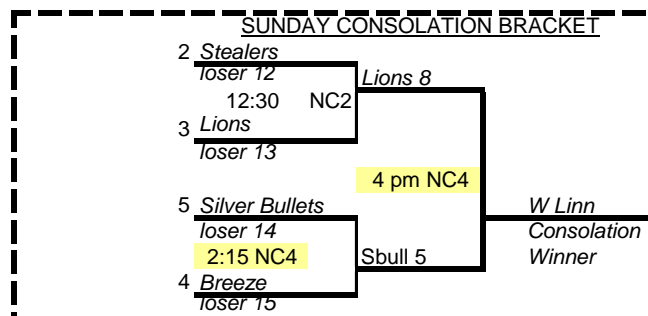 SUNDAY CONSOLATION BRACKET
2 Stealers
loser 12
Lions 8
12:30 NC2
3 Lions
loser 13
4 pm NC4
5 Silver Bullets
W Linn
loser 14
Consolation
2:15 NC4
Sbull 5
Winner
4 Breeze
loser 15